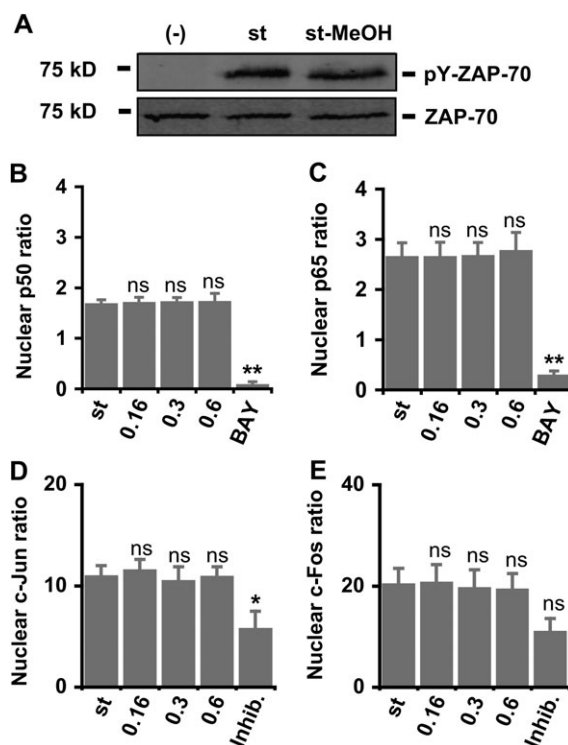 A
(-) st st-MeOH
75 kD pY-ZAP-70
75 kD ZAP-70
B
Nuclear p50 ratio
4
3
2
1
0
ns ns ns
**
st 0.16 0.3 0.6 BAY
C
Nuclear p65 ratio
4
3
2
1
0
ns ns ns
**
st 0.16 0.3 0.6 BAY
D
Nuclear c-Jun ratio
20
10
0
ns ns ns
*
st 0.16 0.3 0.6 Inhib.
E
Nuclear c-Fos ratio
40
20
0
ns ns ns ns
st 0.16 0.3 0.6 Inhib.